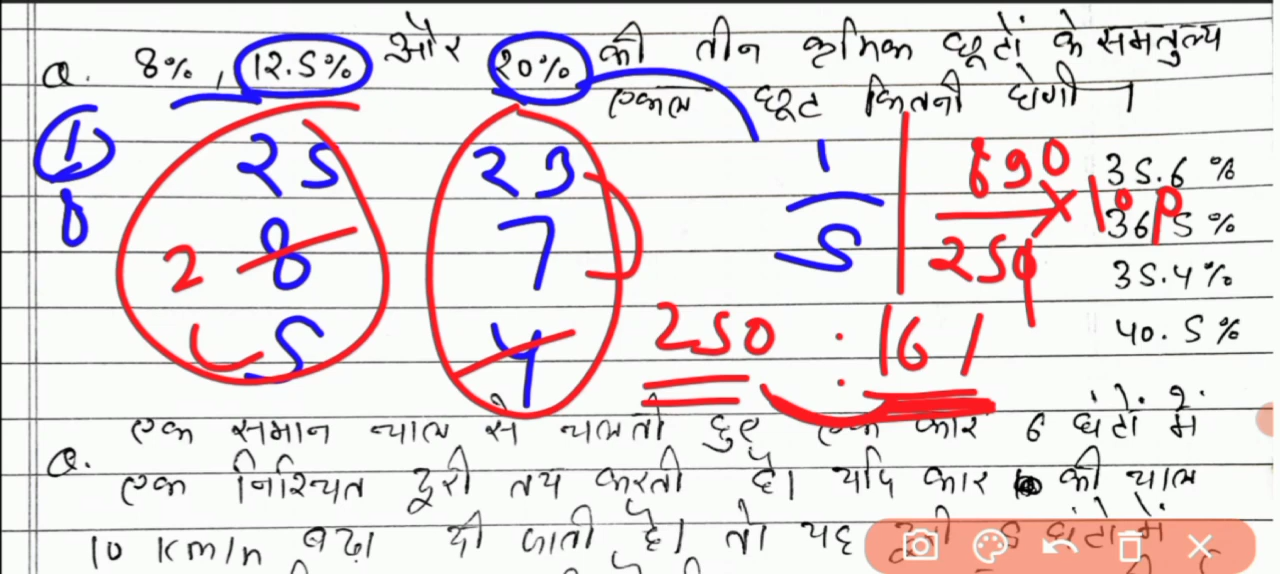 Q. 8%, 12.5% और 20% की तीन क्रमिक छूटों के समतुल्य
एकल छूट कितनी होगी।
1 25 23 1 890 × 100 35.6 %
8 8 7 5 250 36.5 %
2 35.4 %
5 4 250 : 161 40.5 %
Q. एक समान चाल से चलती हुए एक कार 6 घंटों में
एक निश्चित दूरी तय करती है। यदि कार की चाल
10 km/h बढ़ा दी जाती है। तो यह घंटों में